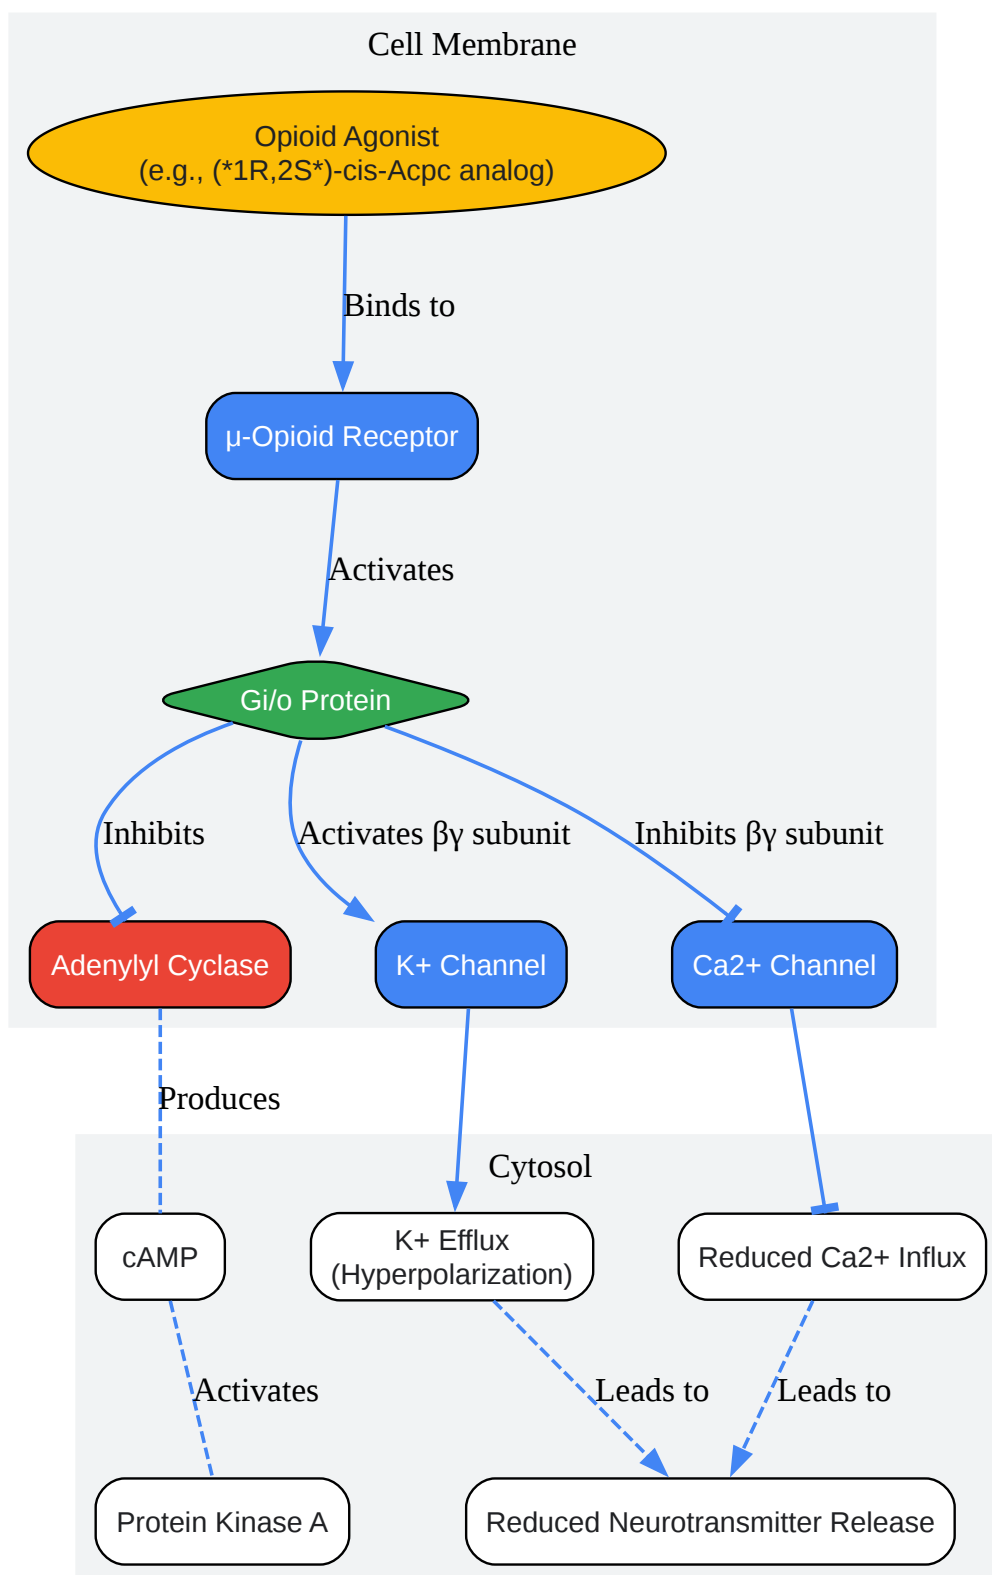 Cell Membrane
Opioid Agonist
(e.g., (*1R,2S*)-cis-Acpc analog)
Binds to
μ-Opioid Receptor
Activates
Gi/o Protein
Inhibits
Activates βγ subunit
Inhibits βγ subunit
Adenylyl Cyclase
K+ Channel
Ca2+ Channel
Produces
Cytosol
cAMP
K+ Efflux
(Hyperpolarization)
Reduced Ca2+ Influx
Activates
Leads to
Leads to
Protein Kinase A
Reduced Neurotransmitter Release